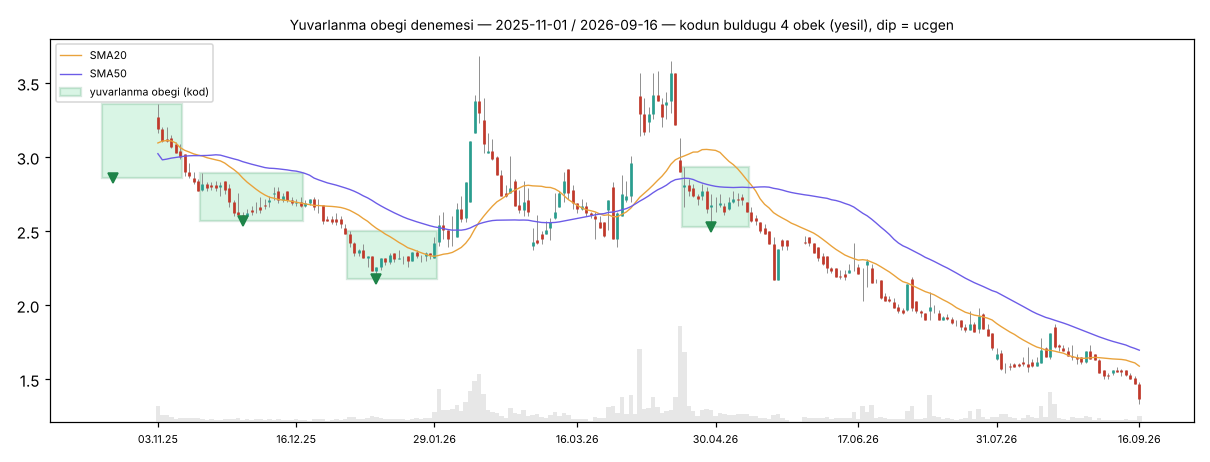 Yuvarlanma obegi denemesi — 2025-11-01 / 2026-09-16 — kodun buldugu 4 obek (yesil), dip = ucgen
SMA20
SMA50
yuvarlanma obegi (kod)
3.5
3.0
2.5
2.0
1.5
03.11.25 16.12.25 29.01.26 16.03.26 30.04.26 17.06.26 31.07.26 16.09.26